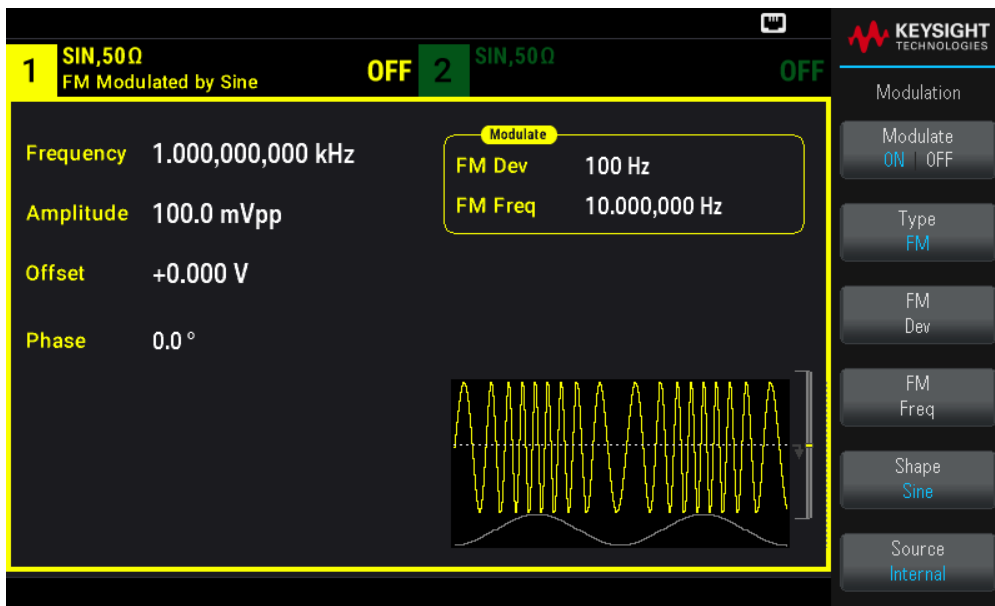 KEYSIGHT
TECHNOLOGIES
1
SIN,50Ω
FM Modulated by Sine
OFF
2
SIN,50Ω
OFF
Modulation
Frequency 1.000,000,000 kHz
Amplitude 100.0 mVpp
Offset +0.000 V
Phase 0.0 °
Modulate
FM Dev 100 Hz
FM Freq 10.000,000 Hz
Modulate
ON | OFF
Type
FM
FM
Dev
FM
Freq
Shape
Sine
Source
Internal